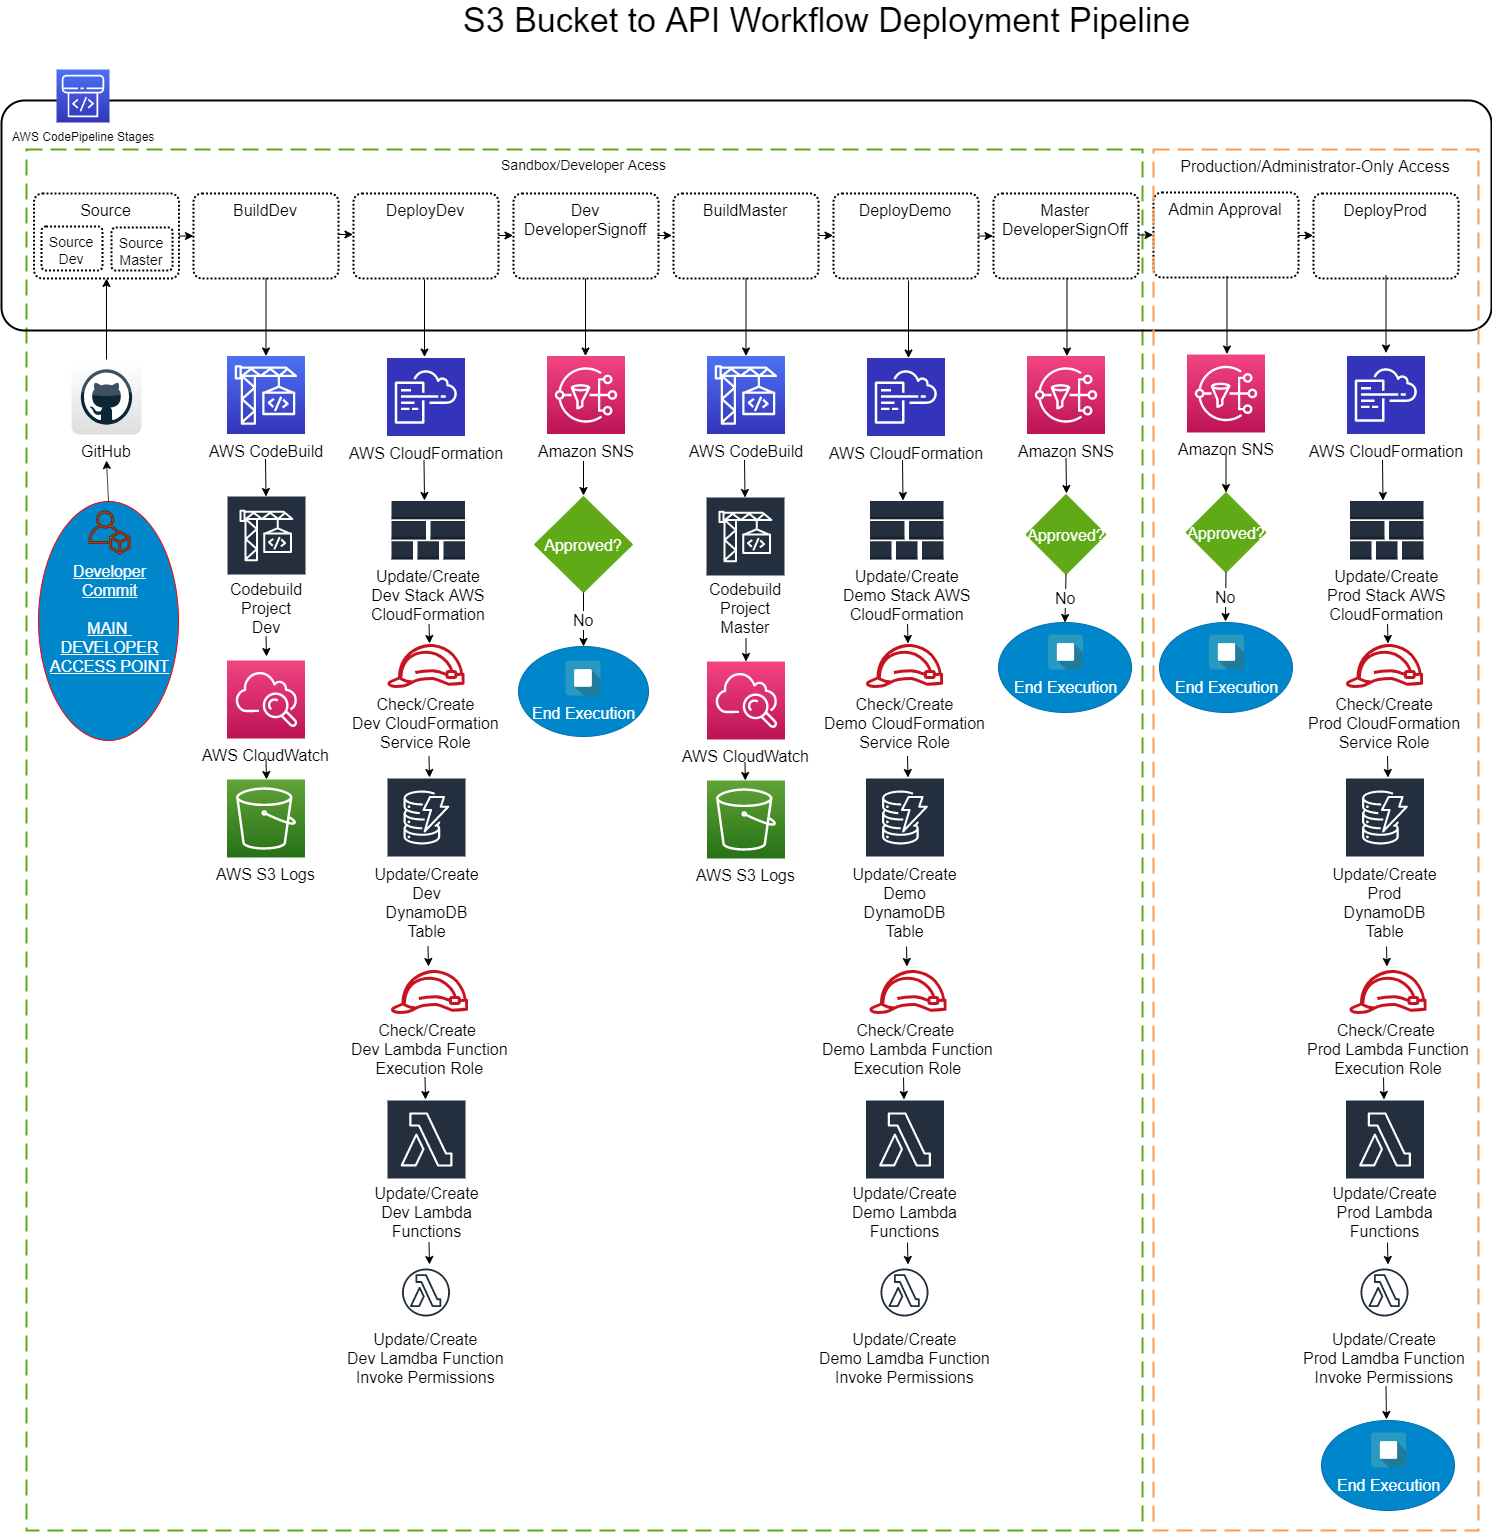 S3 Bucket to API Workflow Deployment Pipeline
AWS CodePipeline Stages
Sandbox/Developer Acess
Production/Administrator-Only Access
Source
Source
Dev
Source
Master
BuildDev
DeployDev
Dev
DeveloperSignoff
BuildMaster
DeployDemo
Master
DeveloperSignOff
Admin Approval
DeployProd
GitHub
Developer
Commit
MAIN
DEVELOPER
ACCESS POINT
AWS CodeBuild
Codebuild
Project
Dev
AWS CloudWatch
AWS S3 Logs
AWS CloudFormation
Update/Create
Dev Stack AWS
CloudFormation
Check/Create
Dev CloudFormation
Service Role
Update/Create
Dev
DynamoDB
Table
Check/Create
Dev Lambda Function
Execution Role
Update/Create
Dev Lambda
Functions
Update/Create
Dev Lamdba Function
Invoke Permissions
Amazon SNS
Approved?
No
End Execution
AWS CodeBuild
Codebuild
Project
Master
AWS CloudWatch
AWS S3 Logs
AWS CloudFormation
Update/Create
Demo Stack AWS
CloudFormation
Check/Create
Demo CloudFormation
Service Role
Update/Create
Demo
DynamoDB
Table
Check/Create
Demo Lambda Function
Execution Role
Update/Create
Demo Lambda
Functions
Update/Create
Demo Lamdba Function
Invoke Permissions
Amazon SNS
Approved?
No
End Execution
Amazon SNS
Approved?
No
End Execution
AWS CloudFormation
Update/Create
Prod Stack AWS
CloudFormation
Check/Create
Prod CloudFormation
Service Role
Update/Create
Prod
DynamoDB
Table
Check/Create
Prod Lambda Function
Execution Role
Update/Create
Prod Lambda
Functions
Update/Create
Prod Lamdba Function
Invoke Permissions
End Execution